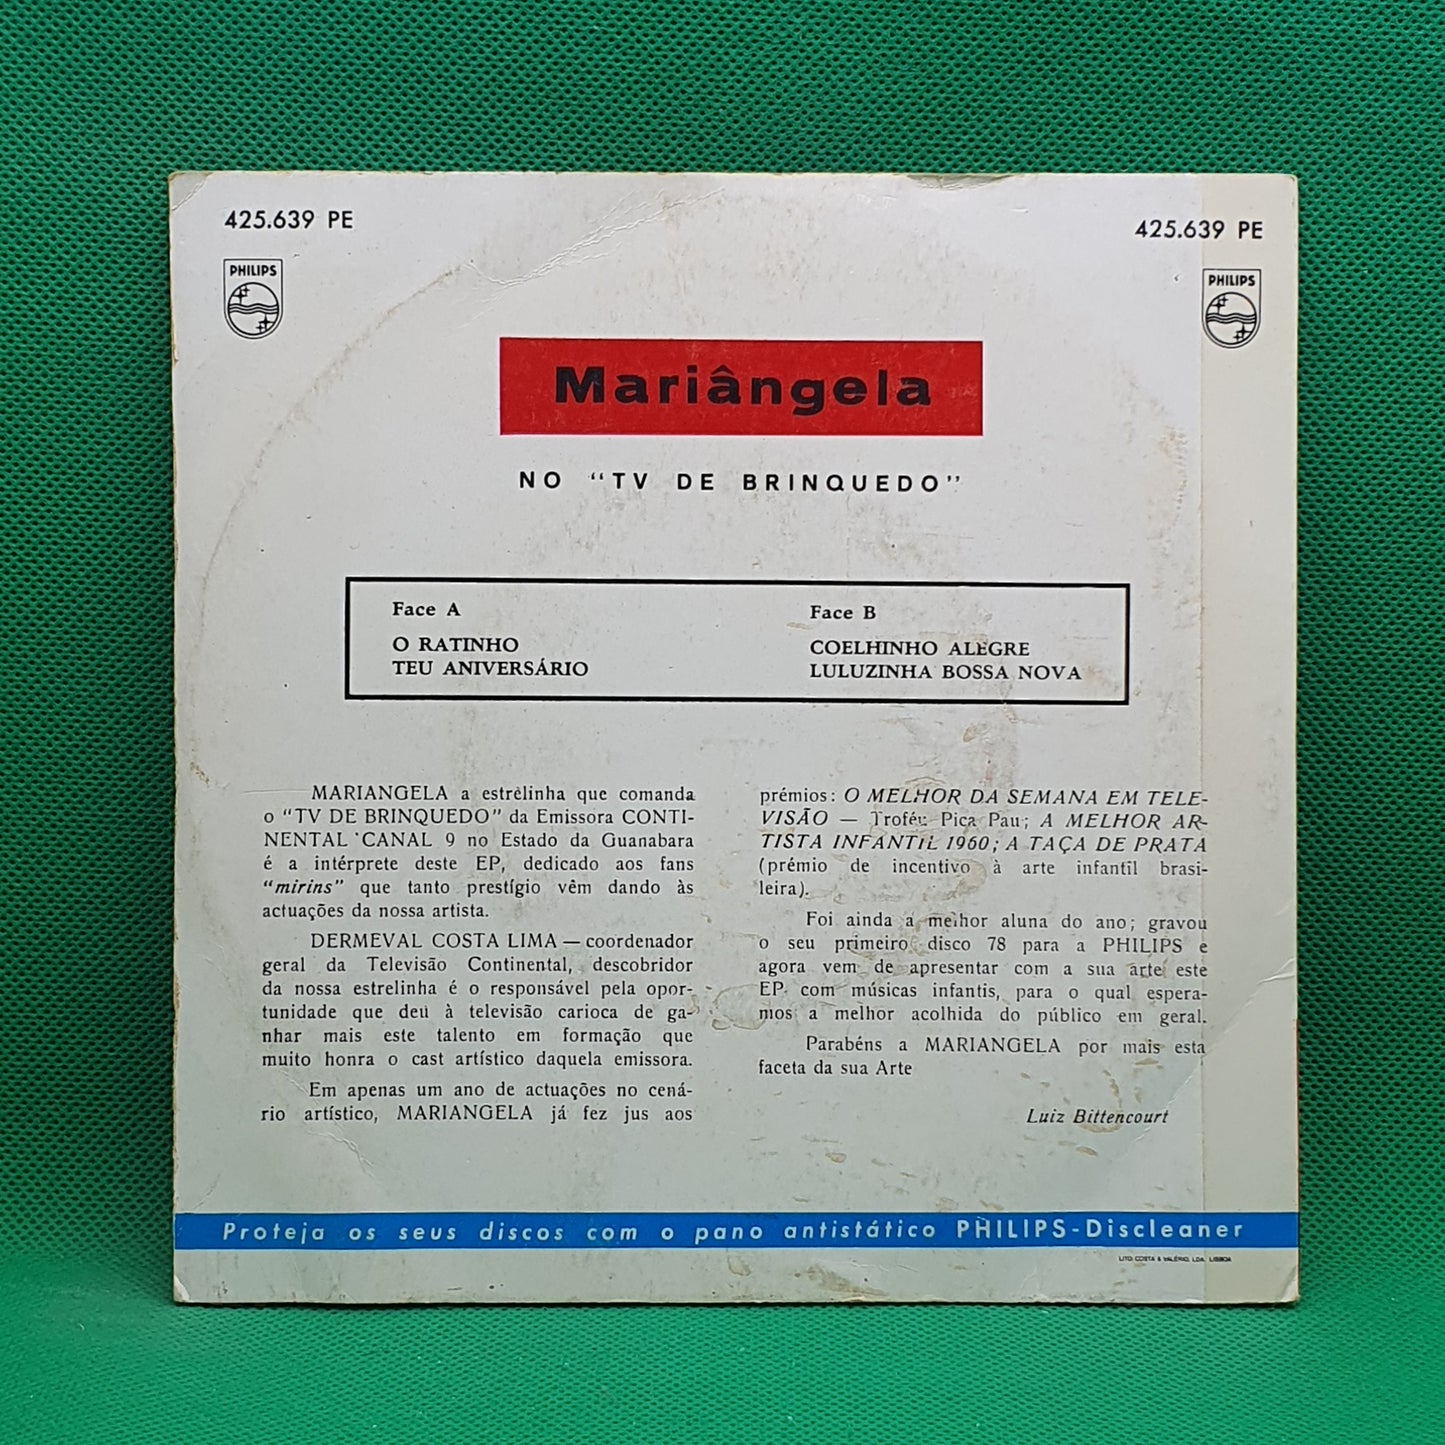 425.639 PE
425.639 PE
PHILIPS
PHILIPS
Mariângela
NO “TV DE BRINQUEDO”
Face A
O RATINHO
TEU ANIVERSÁRIO
Face B
COELHINHO ALEGRE
LULUZINHA BOSSA NOVA
MARIANGELA a estrêlinha que comanda
o “TV DE BRINQUEDO” da Emissora CONTI-
NENTAL CANAL 9 no Estado da Guanabara
é a intérprete deste EP, dedicado aos fans
“mirins” que tanto prestígio vêm dando às
actuações da nossa artista.
DERMEVAL COSTA LIMA — coordenador
geral da Televisão Continental, descobridor
da nossa estrelinha é o responsável pela opor-
tunidade que deu à televisão carioca de ga-
nhar mais este talento em formação que
muito honra o cast artístico daquela emissora.
Em apenas um ano de actuações no cená-
rio artístico, MARIANGELA já fez jus aos
prémios: O MELHOR DA SEMANA EM TELE-
VISÃO — Troféu Pica Pau; A MELHOR AR-
TISTA INFANTIL 1960; A TAÇA DE PRATA
(prémio de incentivo à arte infantil brasi-
leira).
Foi ainda a melhor aluna do ano; gravou
o seu primeiro disco 78 para a PHILIPS e
agora vem de apresentar com a sua arte este
EP com músicas infantis, para o qual espera-
mos a melhor acolhida do público em geral.
Parabéns a MARIANGELA por mais esta
faceta da sua Arte
Luiz Bittencourt
Proteja os seus discos com o pano antistático PHILIPS-Discleaner
LITO. COSTA & VALÉRIO, LDA. LISBOA